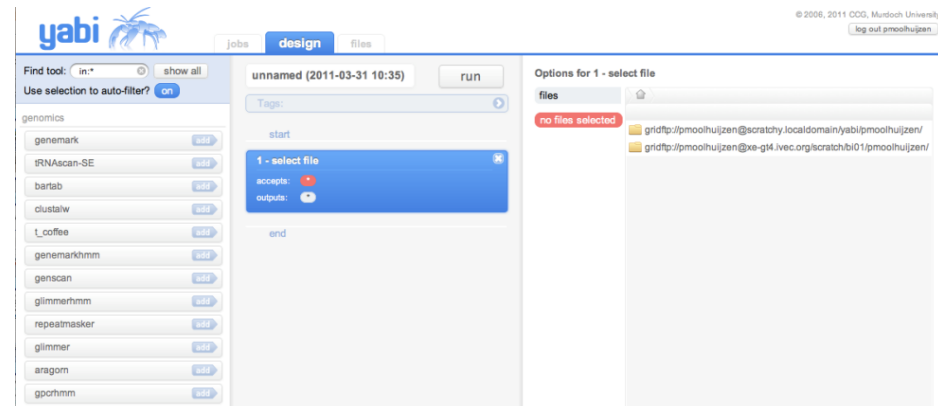 © 2006, 2011 CCG, Murdoch University
log out pmoolhuijzen
yabi
jobs
design
files
Find tool: in:* show all
Use selection to auto-filter? on
genomics
genemark add
tRNAscan-SE add
bartab add
clustalw add
t_coffee add
genemarkhmm add
genscan add
glimmerhmm add
repeatmasker add
glimmer add
aragorn add
gpcrhmm add
unnamed (2011-03-31 10:35) run
Tags:
start
1 - select file
accepts: *
outputs: *
end
Options for 1 - select file
files
no files selected
gridftp://pmoolhuijzen@scratchy.localdomain/yabi/pmoolhuijzen/
gridftp://pmoolhuijzen@xe-gt4.ivec.org/scratch/bi01/pmoolhuijzen/